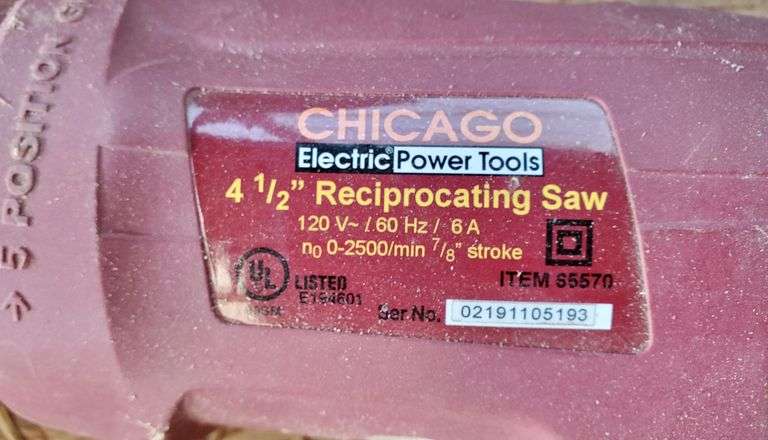 5 POSITION
CHICAGO
Electric® Power Tools
4 1/2" Reciprocating Saw
120 V~ / 60 Hz / 6 A
n0 0-2500/min 7/8" stroke
UL
LISTED
ITEM 65570
E194601
Ser No. 02191105193